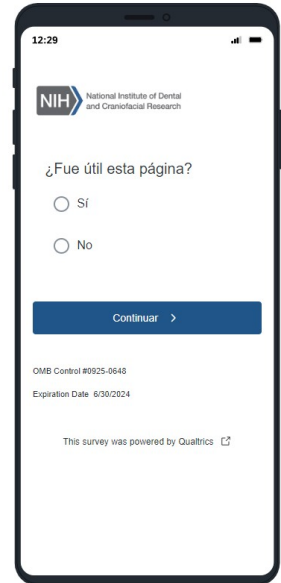 12:29
NIH
National Institute of Dental
and Craniofacial Research
¿Fue útil esta página?
Sí
No
Continuar
OMB Control #0925-0648
Expiration Date 6/30/2024
This survey was powered by Qualtrics